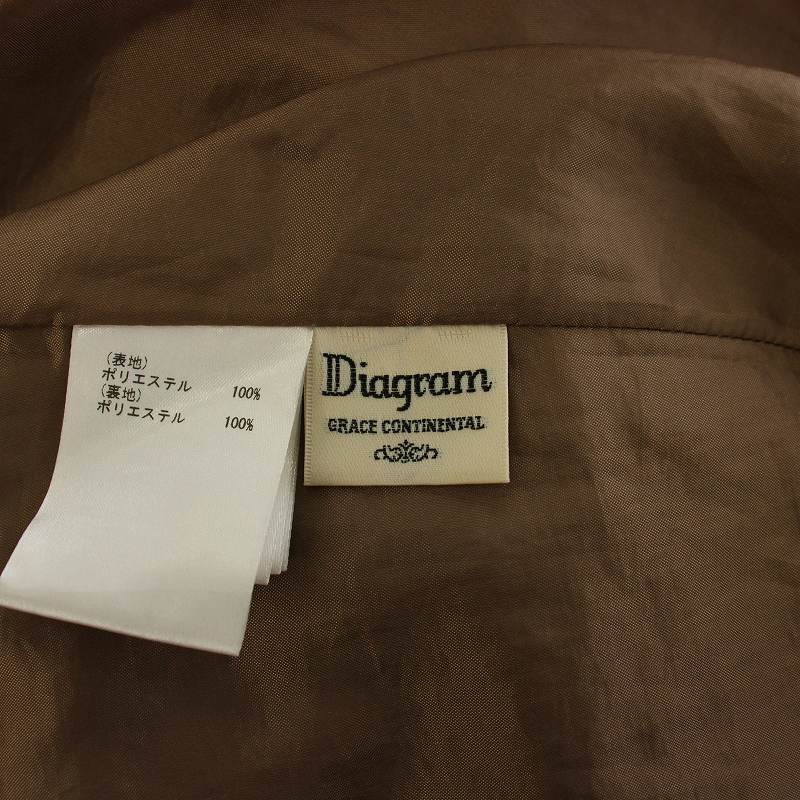 (表地)
ポリエステル 100%
(裏地)
ポリエステル 100%
Diagram
GRACE CONTINENTAL